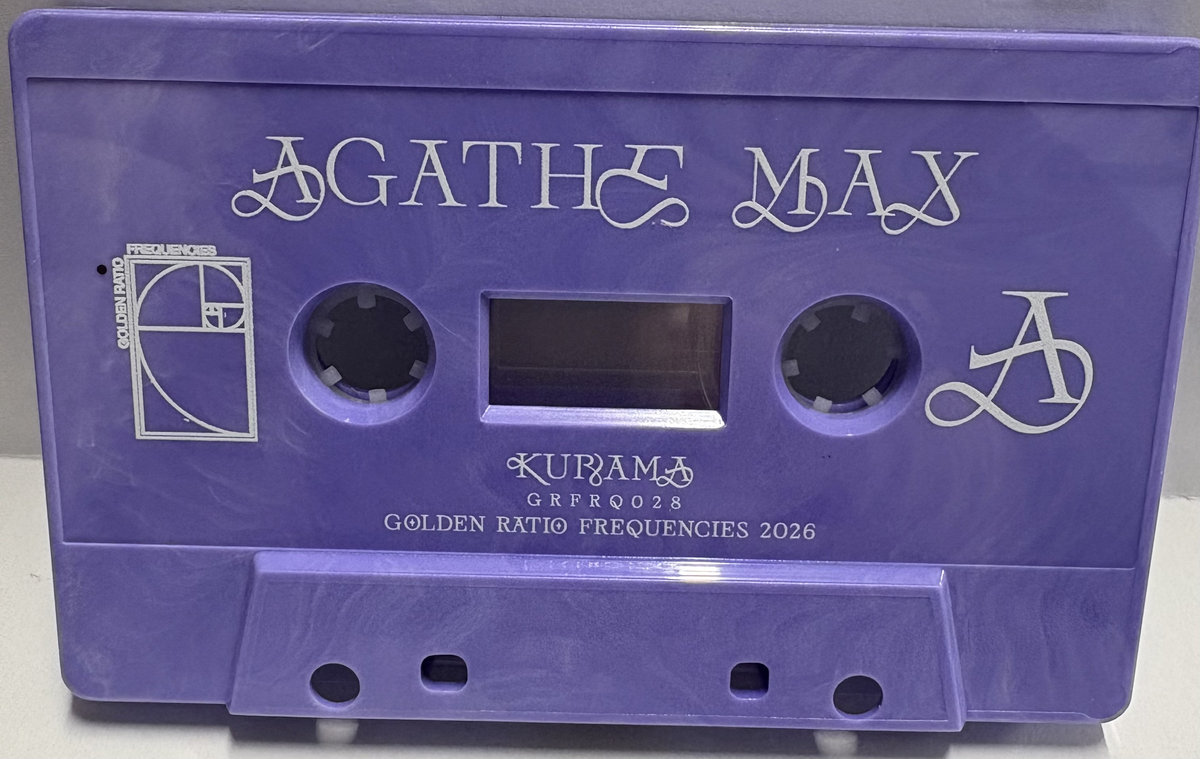 AGATHE MAX
FREQUENCIES
GOLDEN RATIO
A
KURAMA
GRFRQ028
GOLDEN RATIO FREQUENCIES 2026